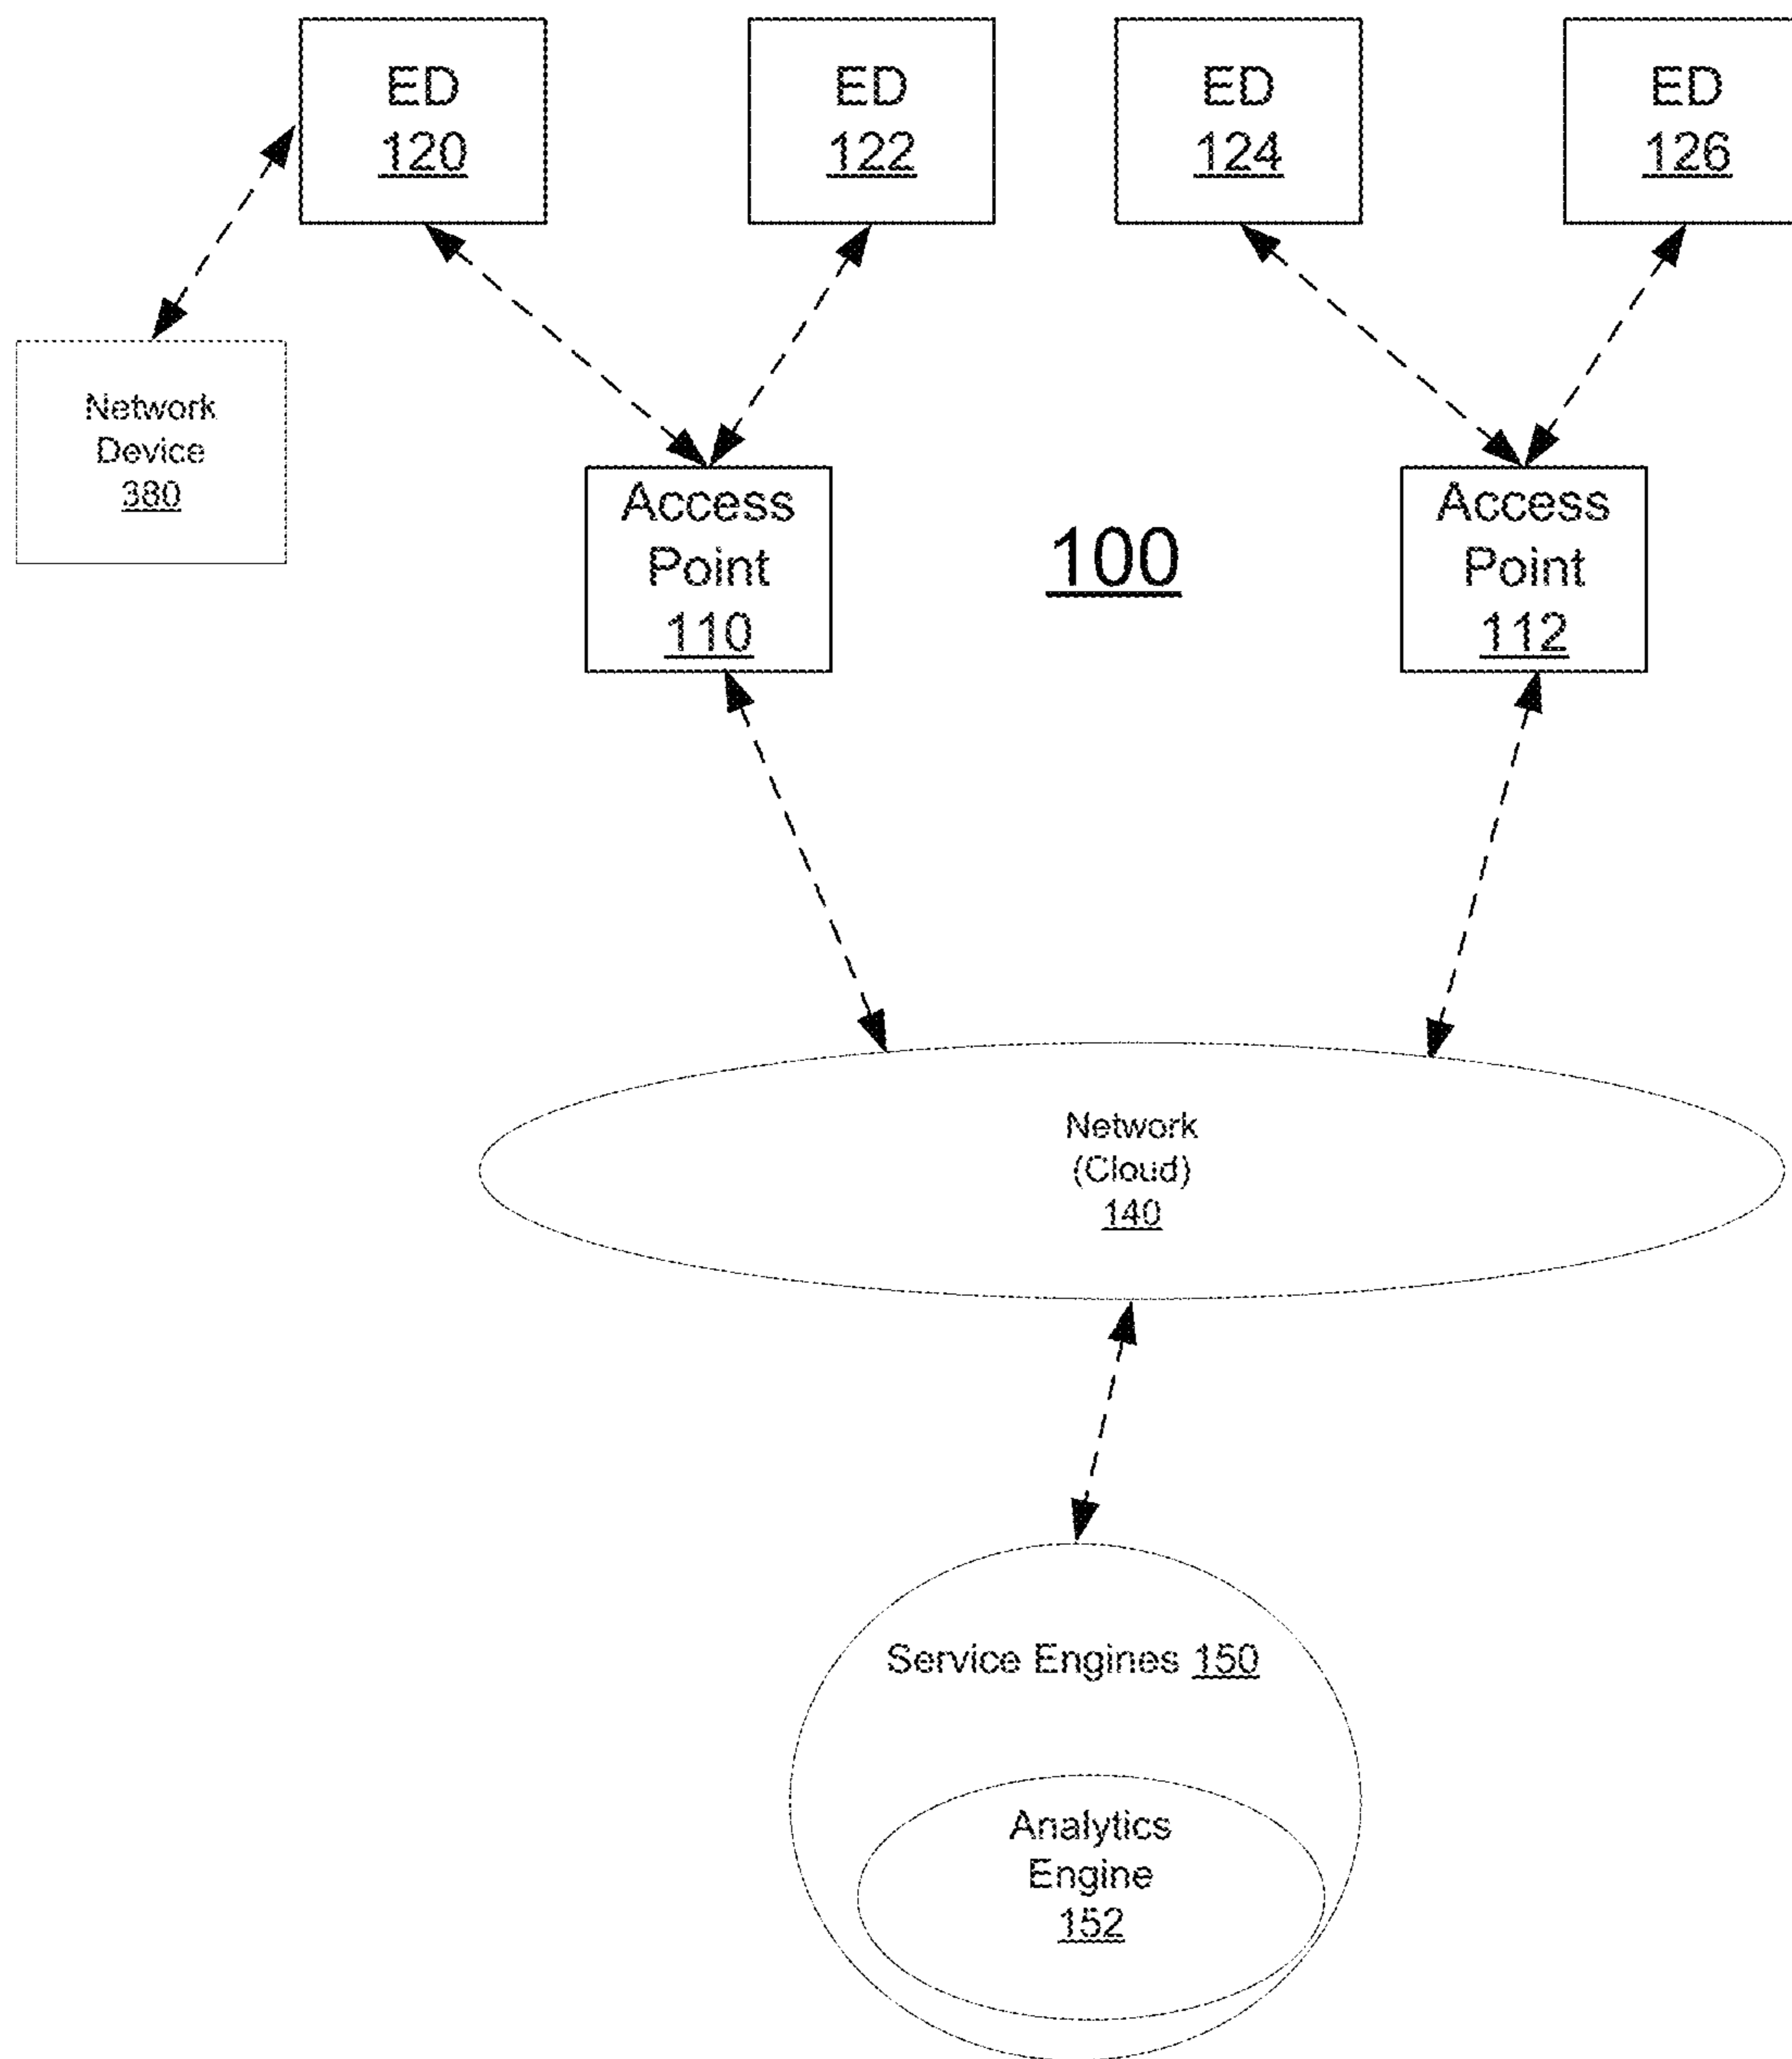 ED
120
ED
122
ED
124
ED
126
Network
Device
380
Access
Point
110
100
Access
Point
112
Network
(Cloud)
140
Service Engines 150
Analytics
Engine
152